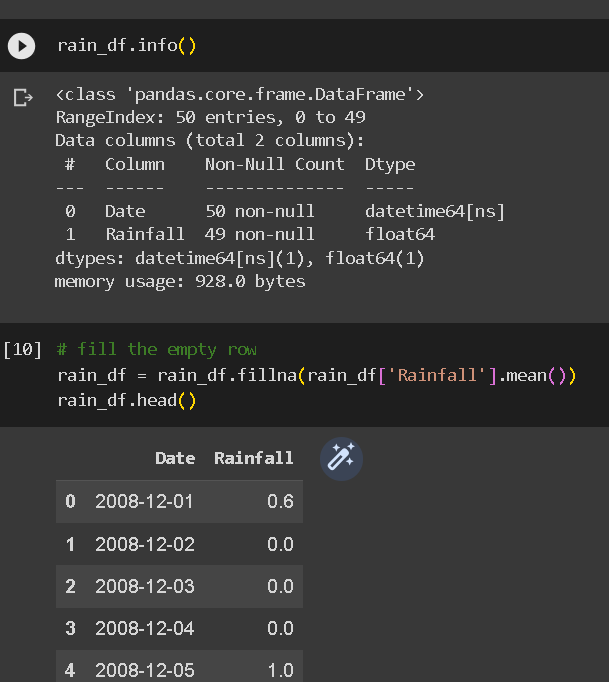 rain_df.info()
<class 'pandas.core.frame.DataFrame'>
RangeIndex: 50 entries, 0 to 49
Data columns (total 2 columns):
 #   Column    Non-Null Count  Dtype
---  ------    --------------  -----
 0   Date      50 non-null     datetime64[ns]
 1   Rainfall  49 non-null     float64
dtypes: datetime64[ns](1), float64(1)
memory usage: 928.0 bytes
[10] # fill the empty row
rain_df = rain_df.fillna(rain_df['Rainfall'].mean())
rain_df.head()
Date Rainfall
0 2008-12-01 0.6
1 2008-12-02 0.0
2 2008-12-03 0.0
3 2008-12-04 0.0
4 2008-12-05 1.0